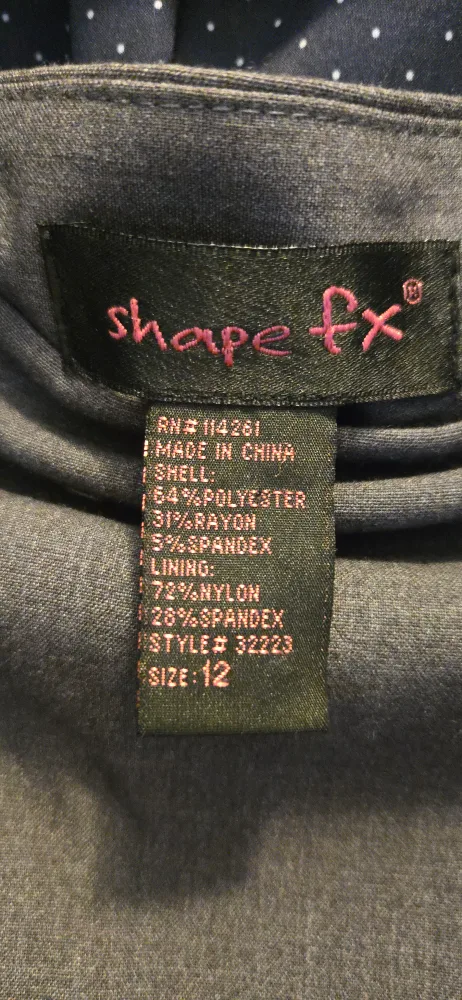 shape fx®
RN# 114261
MADE IN CHINA
SHELL:
64%POLYESTER
31%RAYON
5%SPANDEX
LINING:
72%NYLON
28%SPANDEX
STYLE# 32223
SIZE: 12